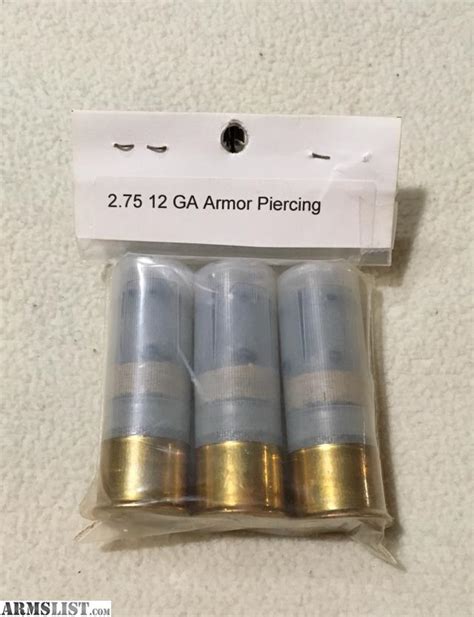 2.75 12 GA Armor Piercing
ARMSLIST.COM